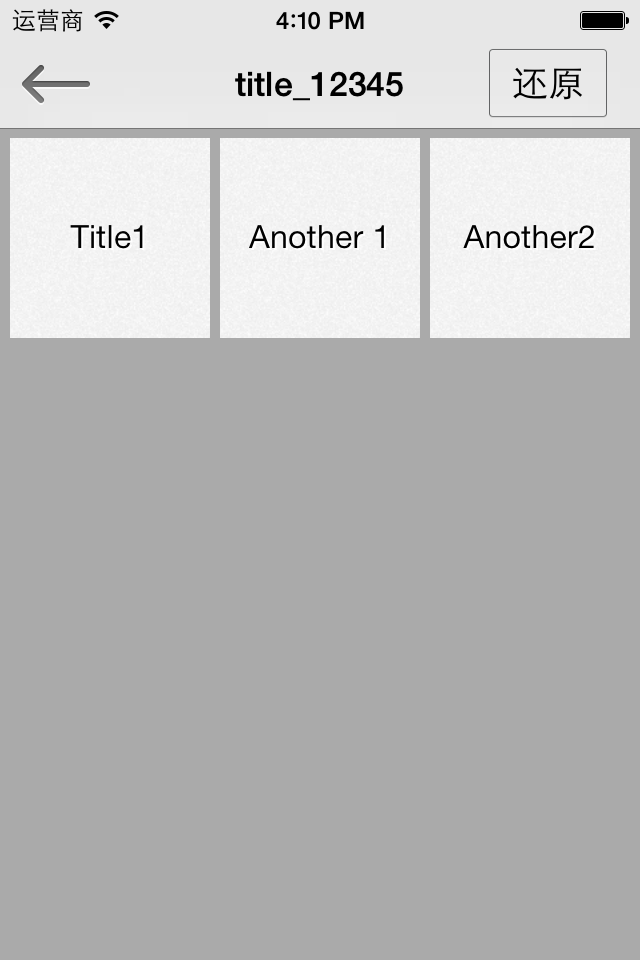 运营商 4:10 PM
title_12345 还原
Title1 Another 1 Another2